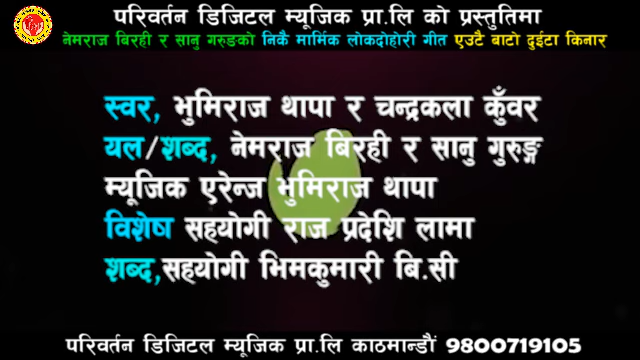 परिवर्तन डिजिटल म्यूजिक प्रा.लि को प्रस्तुतिमा
नेमराज बिरही र सानु गरुङको निकै मार्मिक लोकदोहोरी गीत एउटै बाटो दुईटा किनार
स्वर, भुमिराज थापा र चन्द्रकला कुँवर
यल/शब्द, नेमराज बिरही र सानु गुरुङ्ग
म्यूजिक एरेन्ज भुमिराज थापा
विशेष सहयोगी राज प्रदेशि लामा
शब्द,सहयोगी भिमकुमारी बि.सी
परिवर्तन डिजिटल म्यूजिक प्रा.लि काठमान्डौं 9800719105